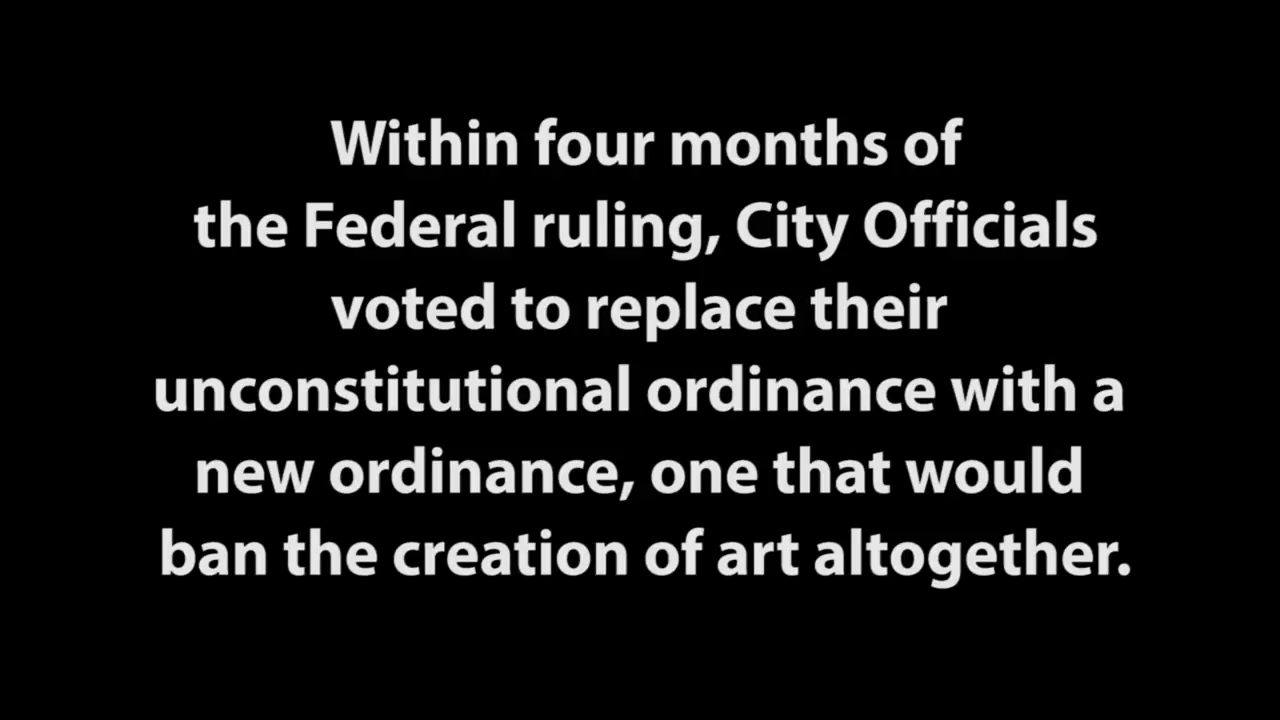 Within four months of
the Federal ruling, City Officials
voted to replace their
unconstitutional ordinance with a
new ordinance, one that would
ban the creation of art altogether.